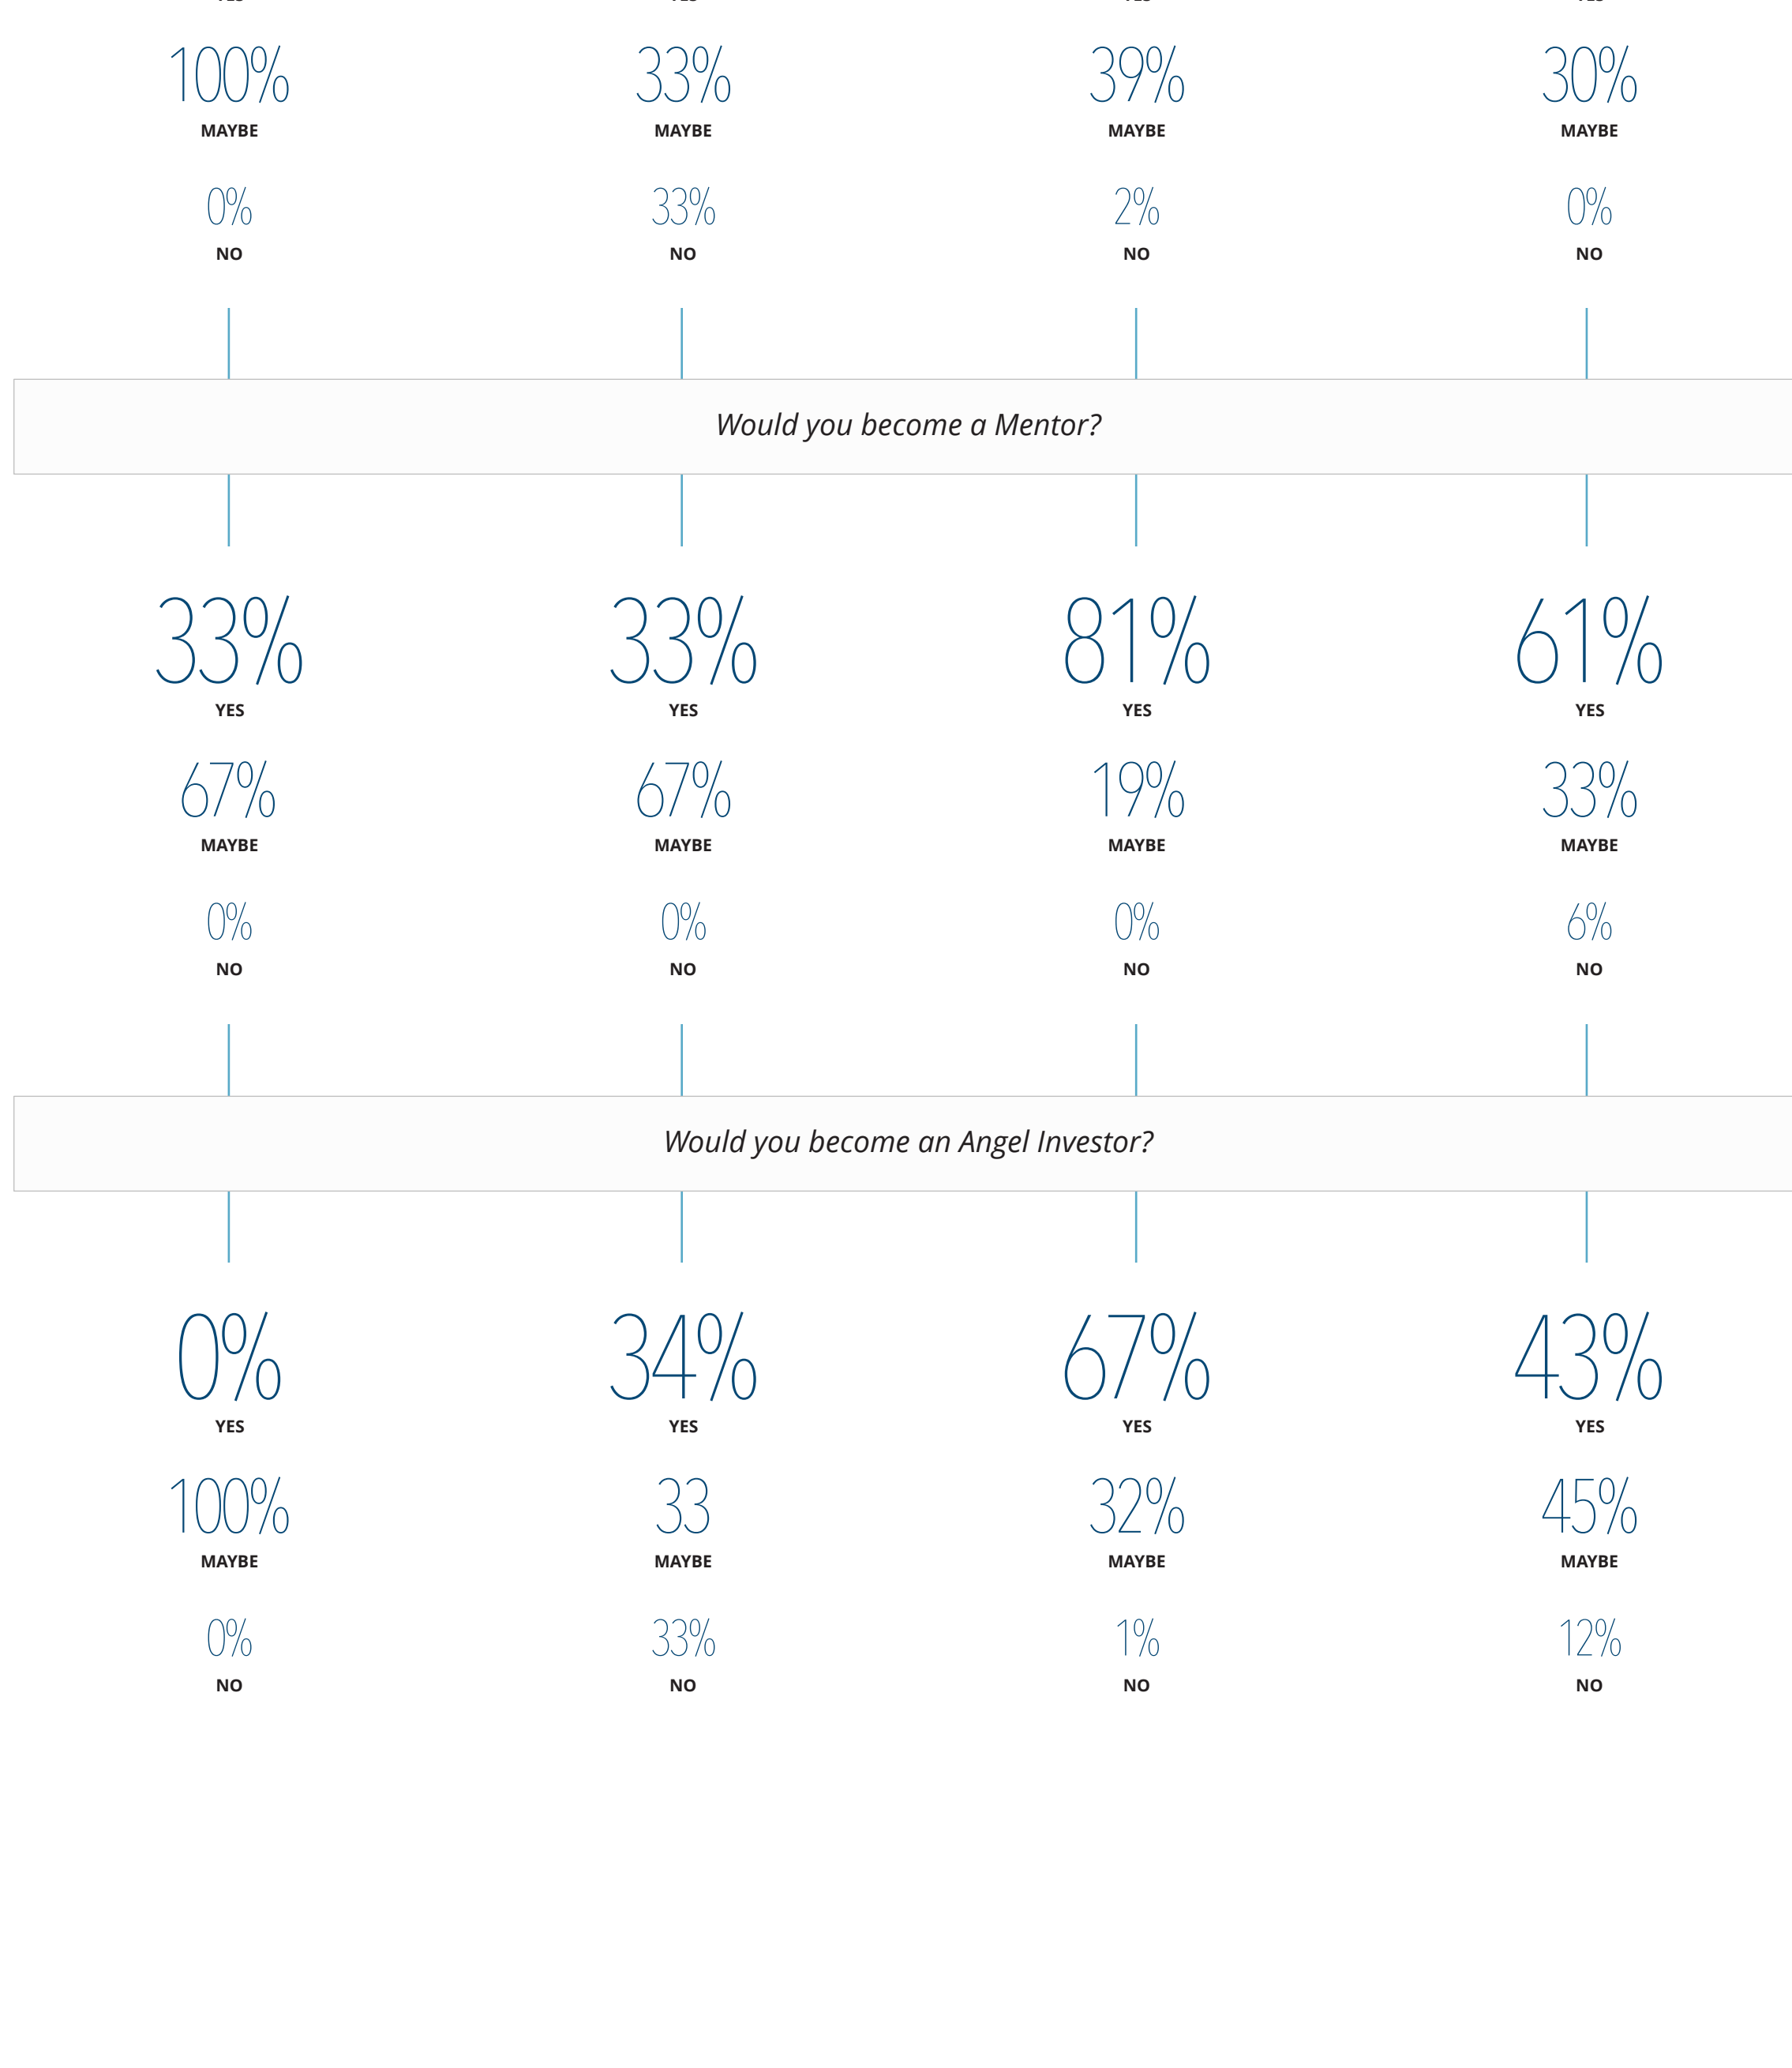 100% 33% 39% 30%
MAYBE MAYBE MAYBE MAYBE
0% 33% 2% 0%
NO NO NO NO
Would you become a Mentor?
33% 33% 81% 61%
YES YES YES YES
67% 67% 19% 33%
MAYBE MAYBE MAYBE MAYBE
0% 0% 0% 6%
NO NO NO NO
Would you become an Angel Investor?
0% 34% 67% 43%
YES YES YES YES
100% 33 32% 45%
MAYBE MAYBE MAYBE MAYBE
0% 33% 1% 12%
NO NO NO NO